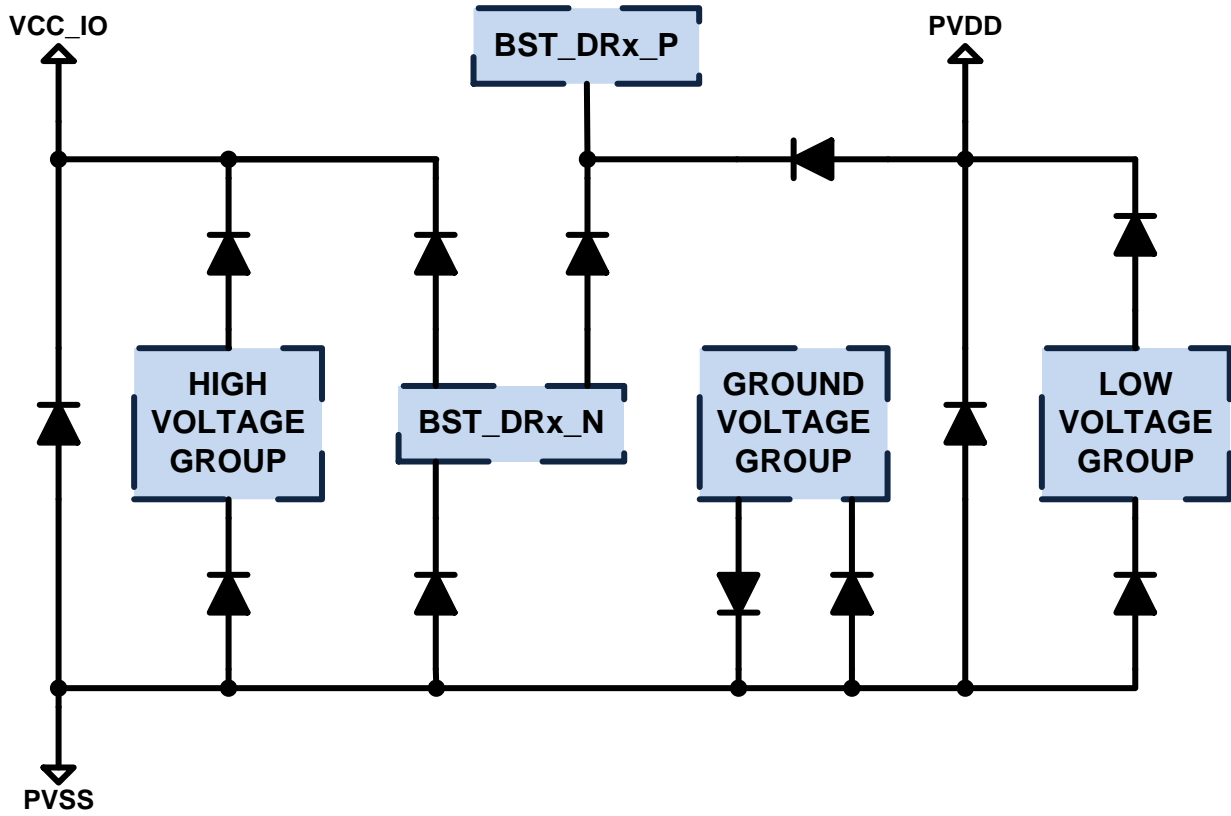 VCC_IO
BST_DRx_P
PVDD
HIGH
VOLTAGE
GROUP
BST_DRx_N
GROUND
VOLTAGE
GROUP
LOW
VOLTAGE
GROUP
PVSS